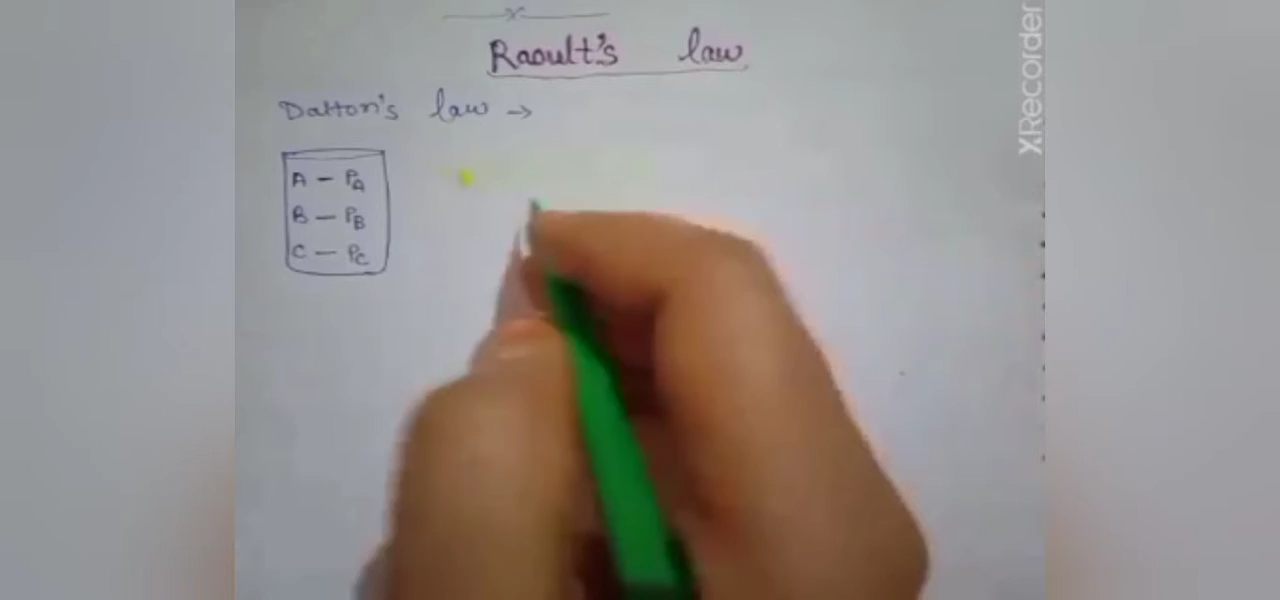 Raoult's law
Dalton's law →
A – PA
B – PB
C – PC
XRecorder